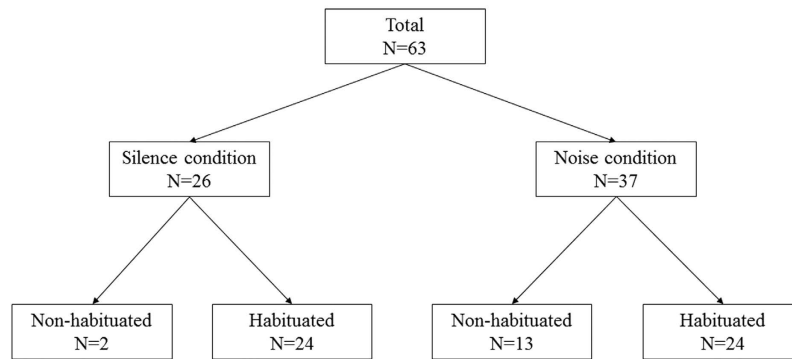 Total
N=63
Silence condition
N=26
Noise condition
N=37
Non-habituated
N=2
Habituated
N=24
Non-habituated
N=13
Habituated
N=24